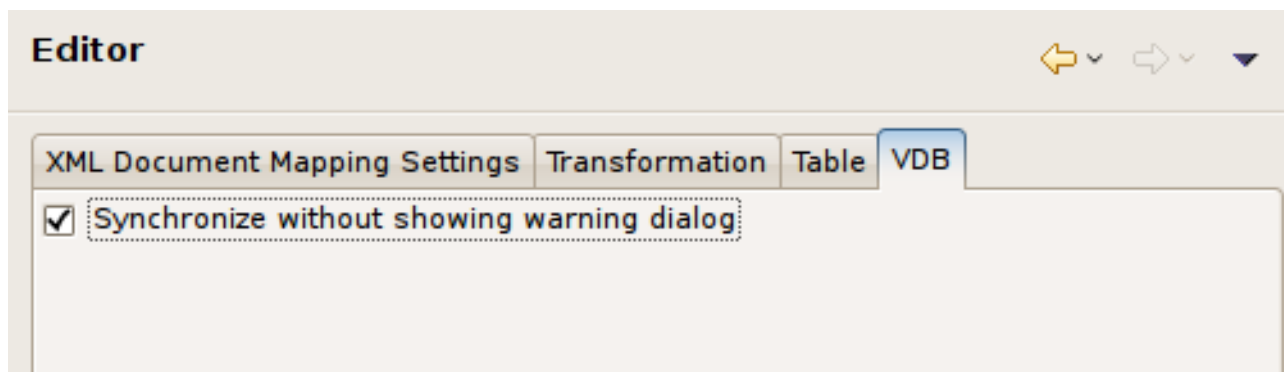 Editor
XML Document Mapping Settings Transformation Table VDB
Synchronize without showing warning dialog